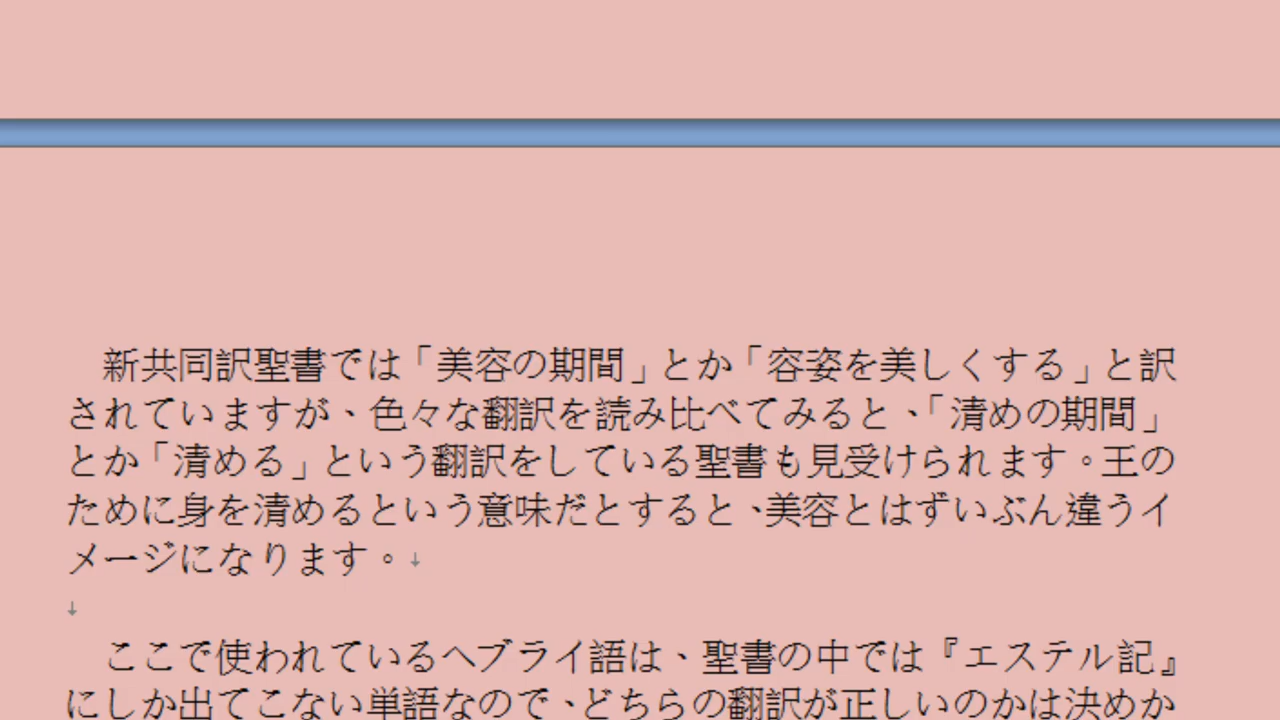 新共同訳聖書では「美容の期間」とか「容姿を美しくする」と訳
されていますが、色々な翻訳を読み比べてみると、「清めの期間」
とか「清める」という翻訳をしている聖書も見受けられます。王の
ために身を清めるという意味だとすると、美容とはずいぶん違うイ
メージになります。↓
↓
ここで使われているヘブライ語は、聖書の中では『エステル記』
にしか出てこない単語なので、どちらの翻訳が正しいのかは決めか